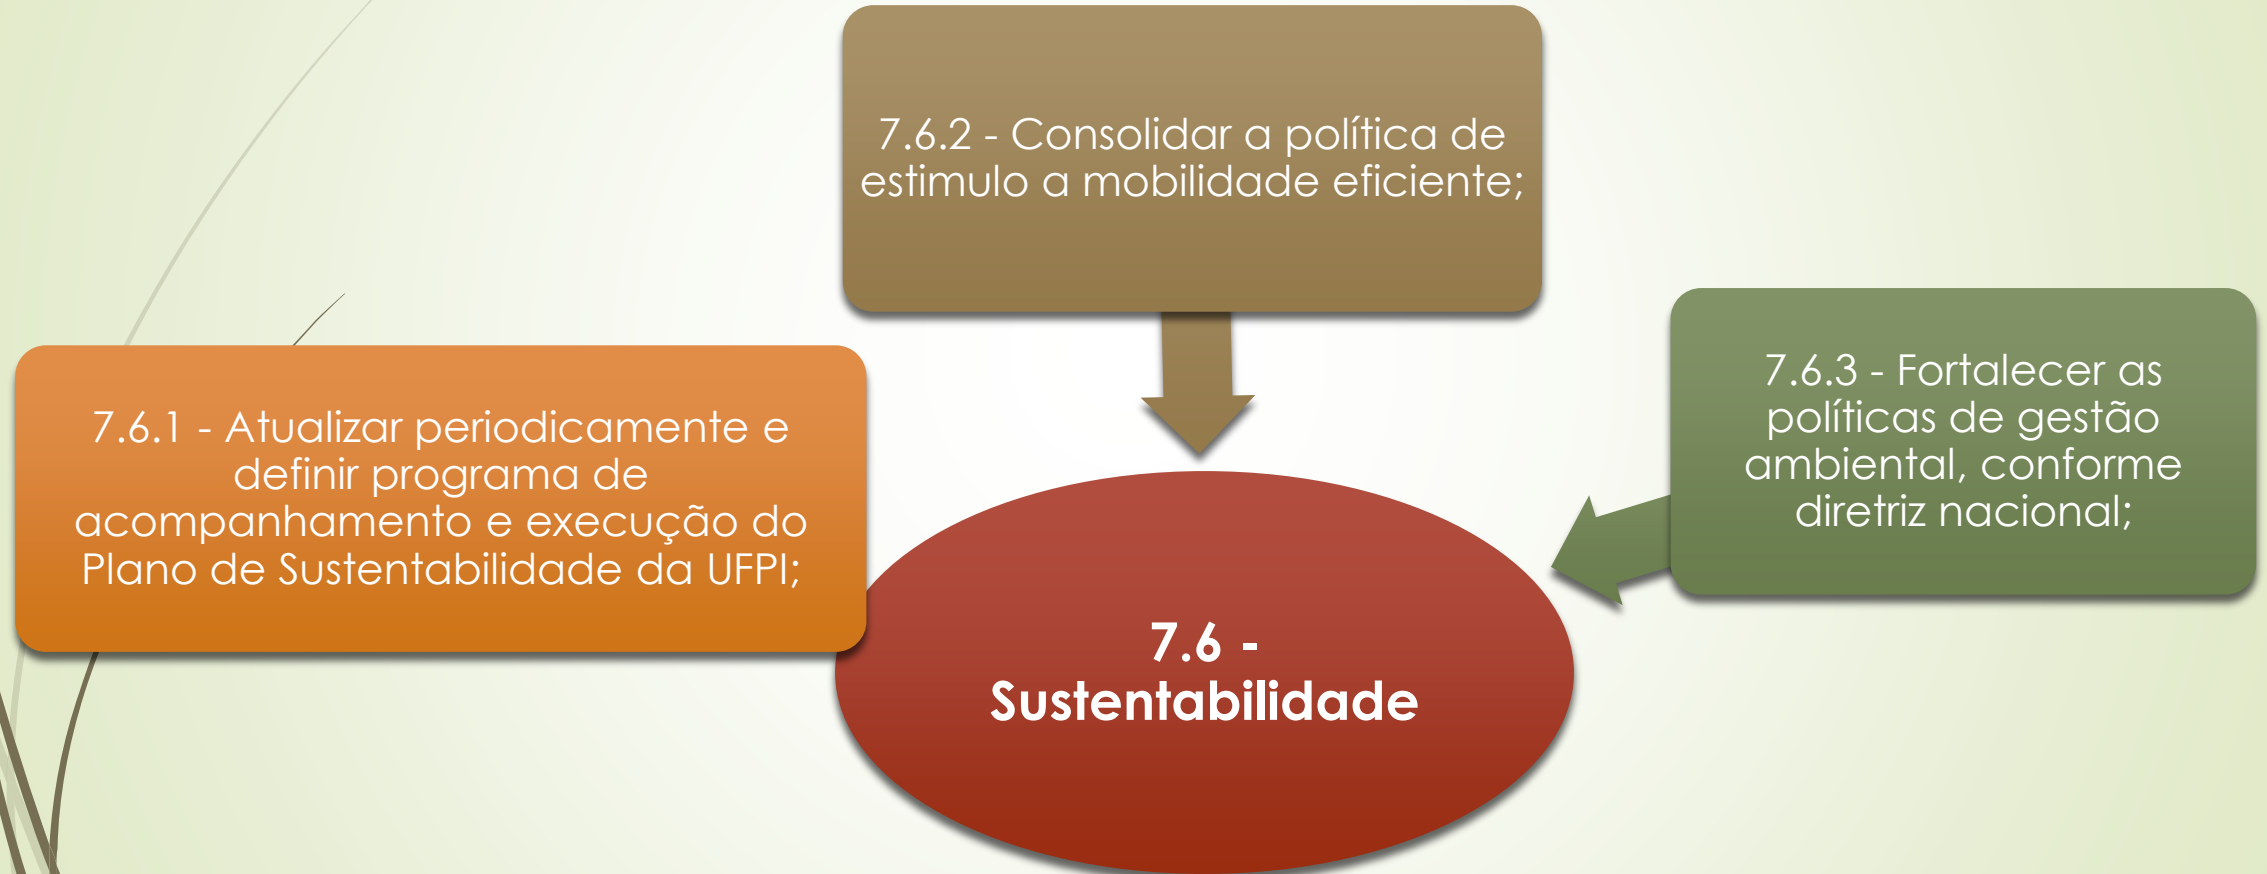 7.6.2 - Consolidar a política de
estimulo a mobilidade eficiente;
7.6.1 - Atualizar periodicamente e
definir programa de
acompanhamento e execução do
Plano de Sustentabilidade da UFPI;
7.6.3 - Fortalecer as
políticas de gestão
ambiental, conforme
diretriz nacional;
7.6 -
Sustentabilidade